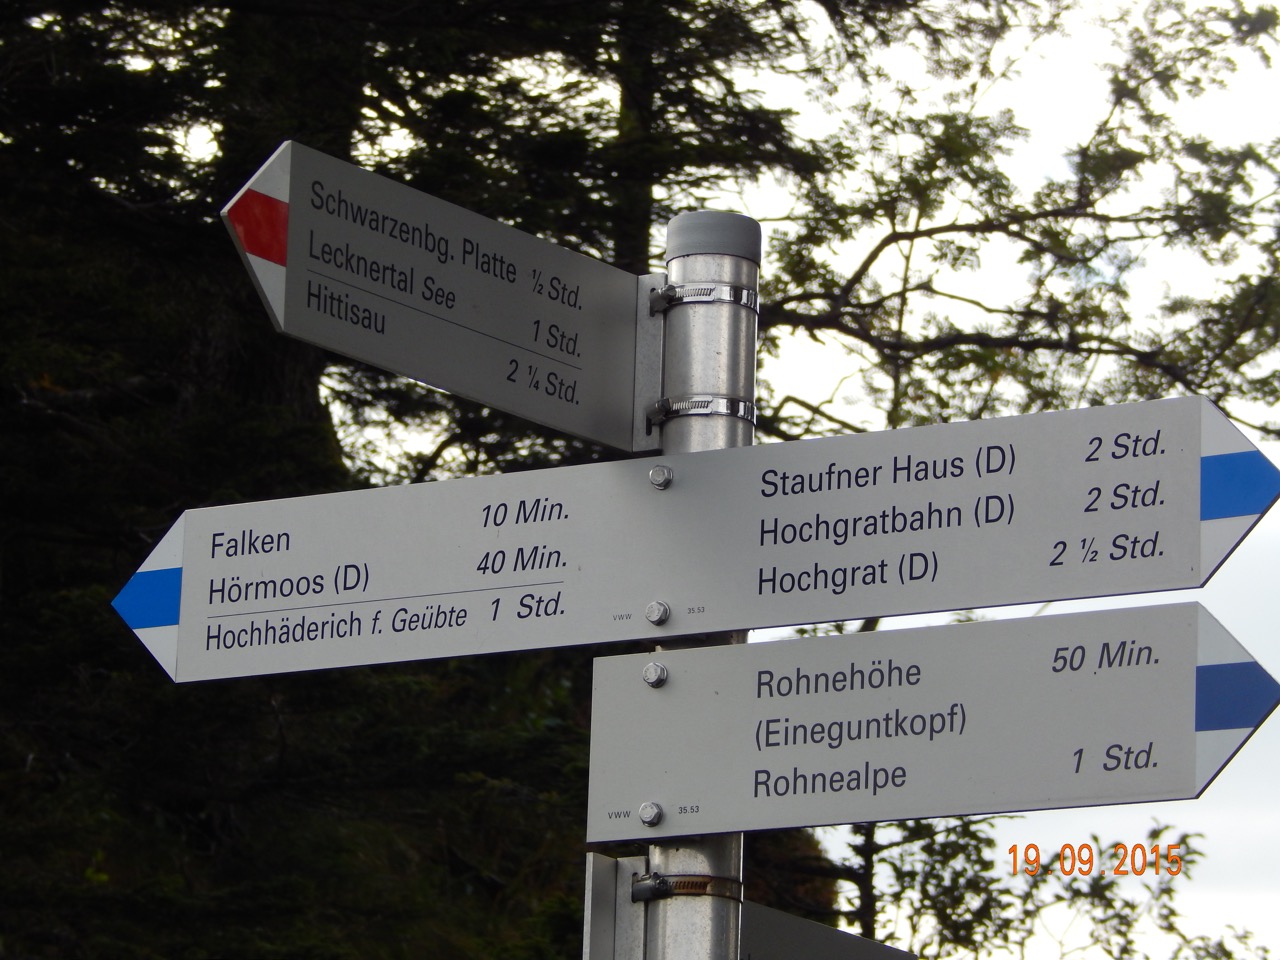 Schwarzenbg. Platte ½ Std.
Lecknertal See 1 Std.
Hittisau 2 ¼ Std.
Falken 10 Min.
Hörmoos (D) 40 Min.
Hochhäderich f. Geübte 1 Std.
Staufner Haus (D) 2 Std.
Hochgratbahn (D) 2 Std.
Hochgrat (D) 2 ½ Std.
VWW 35.53
Rohnehöhe 50 Min.
(Eineguntkopf)
Rohnealpe 1 Std.
VWW 35.53
19.09.2015